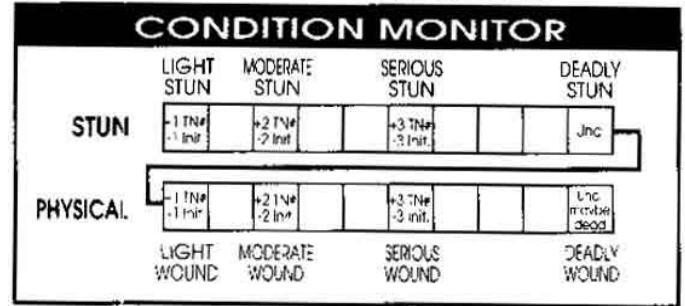 CONDITION MONITOR
LIGHT STUN
MODERATE STUN
SERIOUS STUN
DEADLY STUN
STUN
+1 TN# -1 Init.
+2 TN# -2 Init.
+3 TN# -3 Init.
PHYSICAL
+1 TN# -1 Init.
+2 TN# -2 Init.
+3 TN# -3 Init.
Unc maybe dead
LIGHT WOUND
MODERATE WOUND
SERIOUS WOUND
DEADLY WOUND